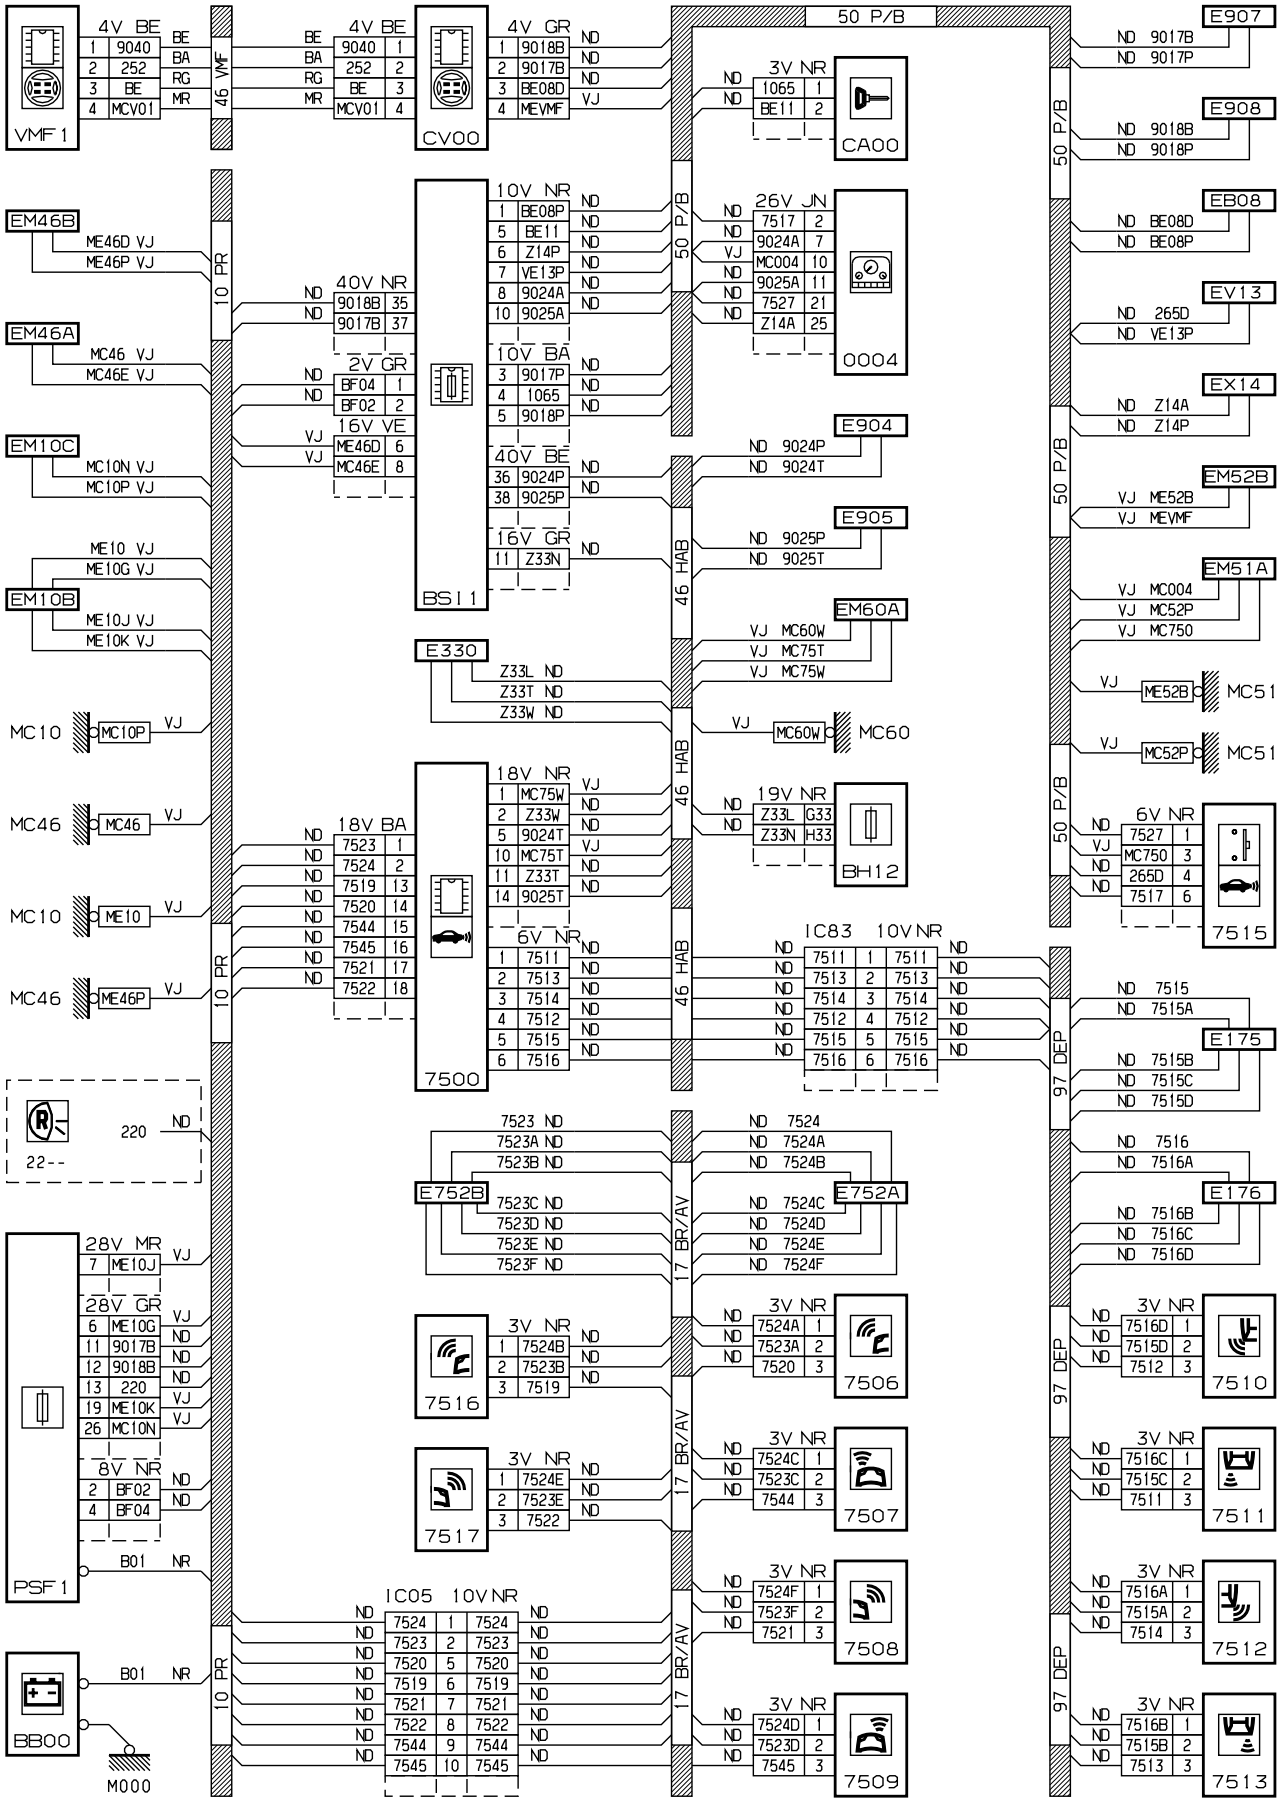 4V BE
1 9040 BE
2 252 BA
3 BE RG
4 MCV01 MR
VMF1
46 VMF
4V BE
BE 9040 1
BA 252 2
RG BE 3
MR MCV01 4
CV00
4V GR
1 9018B ND
2 9017B ND
3 BE08D ND
4 MEVMF VJ
50 P/B
3V NR
ND 1065 1
ND BE11 2
CA00
E907
ND 9017B
ND 9017P
50 P/B
E908
ND 9018B
ND 9018P
EM46B
ME46D VJ
ME46P VJ
10 PR
EM46A
MC46 VJ
MC46E VJ
EM10C
MC10N VJ
MC10P VJ
ME10 VJ
ME10G VJ
EM10B
ME10J VJ
ME10K VJ
MC10 MC10P VJ
MC46 MC46 VJ
MC10 ME10 VJ
MC46 ME46P VJ
10 PR
R
220 ND
22--
28V MR
7 ME10J VJ
28V GR
6 ME10G VJ
11 9017B ND
12 9018B ND
13 220 ND
19 ME10K VJ
26 MC10N VJ
8V NR
2 BF02 ND
4 BF04 ND
B01 NR
PSF1
B01 NR
BB00
M000
10 PR
40V NR
ND 9018B 35
ND 9017B 37
2V GR
ND BF04 1
ND BF02 2
16V VE
VJ ME46D 6
VJ MC46E 8
BSI1
10V NR
1 BE08P ND
5 BE11 ND
6 Z14P ND
7 VE13P ND
8 9024A ND
10 9025A ND
10V BA
3 9017P ND
4 1065 ND
5 9018P ND
40V BE
36 9024P ND
38 9025P ND
16V GR
11 Z33N ND
50 P/B
26V JN
ND 7517 2
ND 9024A 7
VJ MC004 10
ND 9025A 11
ND 7527 21
ND Z14A 25
0004
E904
ND 9024P
ND 9024T
E905
ND 9025P
ND 9025T
46 HAB
EM60A
VJ MC60W
VJ MC75T
VJ MC75W
E330
Z33L ND
Z33T ND
Z33W ND
VJ MC60W MC60
46 HAB
19V NR
ND Z33L G33
ND Z33N H33
BH12
18V BA
ND 7523 1
ND 7524 2
ND 7519 13
ND 7520 14
ND 7544 15
ND 7545 16
ND 7521 17
ND 7522 18
7500
18V NR
1 MC75W VJ
2 Z33W ND
5 9024T ND
10 MC75T VJ
11 Z33T ND
14 9025T ND
6V NR
1 7511 ND
2 7513 ND
3 7514 ND
4 7512 ND
5 7515 ND
6 7516 ND
46 HAB
IC83 10V NR
ND 7511 1 7511 ND
ND 7513 2 7513 ND
ND 7514 3 7514 ND
ND 7512 4 7512 ND
ND 7515 5 7515 ND
ND 7516 6 7516 ND
EB08
ND BE08D
ND BE08P
EV13
ND 265D
ND VE13P
EX14
ND Z14A
ND Z14P
50 P/B
EM52B
VJ ME52B
VJ MEVMF
EM51A
VJ MC004
VJ MC52P
VJ MC750
VJ ME52B MC51
VJ MC52P MC51
50 P/B
6V NR
ND 7527 1
VJ MC750 3
ND 265D 4
ND 7517 6
7515
ND 7515
ND 7515A
E175
ND 7515B
ND 7515C
ND 7515D
97 DEP
ND 7516
ND 7516A
E176
ND 7516B
ND 7516C
ND 7516D
7523 ND
7523A ND
7523B ND
E752B
7523C ND
7523D ND
7523E ND
7523F ND
17 BR/AV
ND 7524
ND 7524A
ND 7524B
E752A
ND 7524C
ND 7524D
ND 7524E
ND 7524F
3V NR
1 7524B ND
2 7523B ND
3 7519 ND
7516
3V NR
ND 7524A 1
ND 7523A 2
ND 7520 3
7506
3V NR
ND 7516D 1
ND 7515D 2
ND 7512 3
7510
97 DEP
3V NR
1 7524E ND
2 7523E ND
3 7522 ND
7517
17 BR/AV
3V NR
ND 7524C 1
ND 7523C 2
ND 7544 3
7507
3V NR
ND 7516C 1
ND 7515C 2
ND 7511 3
7511
IC05 10V NR
ND 7524 1 7524 ND
ND 7523 2 7523 ND
ND 7520 5 7520 ND
ND 7519 6 7519 ND
ND 7521 7 7521 ND
ND 7522 8 7522 ND
ND 7544 9 7544 ND
ND 7545 10 7545 ND
17 BR/AV
3V NR
ND 7524F 1
ND 7523F 2
ND 7521 3
7508
3V NR
ND 7516A 1
ND 7515A 2
ND 7514 3
7512
97 DEP
3V NR
ND 7524D 1
ND 7523D 2
ND 7545 3
7509
3V NR
ND 7516B 1
ND 7515B 2
ND 7513 3
7513